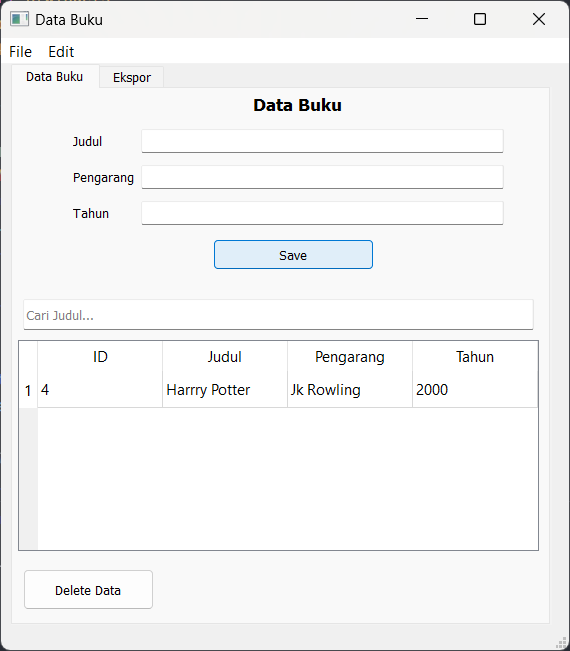 Data Buku
File Edit
Data Buku Ekspor
Data Buku
Judul
Pengarang
Tahun
Save
Cari Judul...
ID Judul Pengarang Tahun
1 4 Harrry Potter Jk Rowling 2000
Delete Data